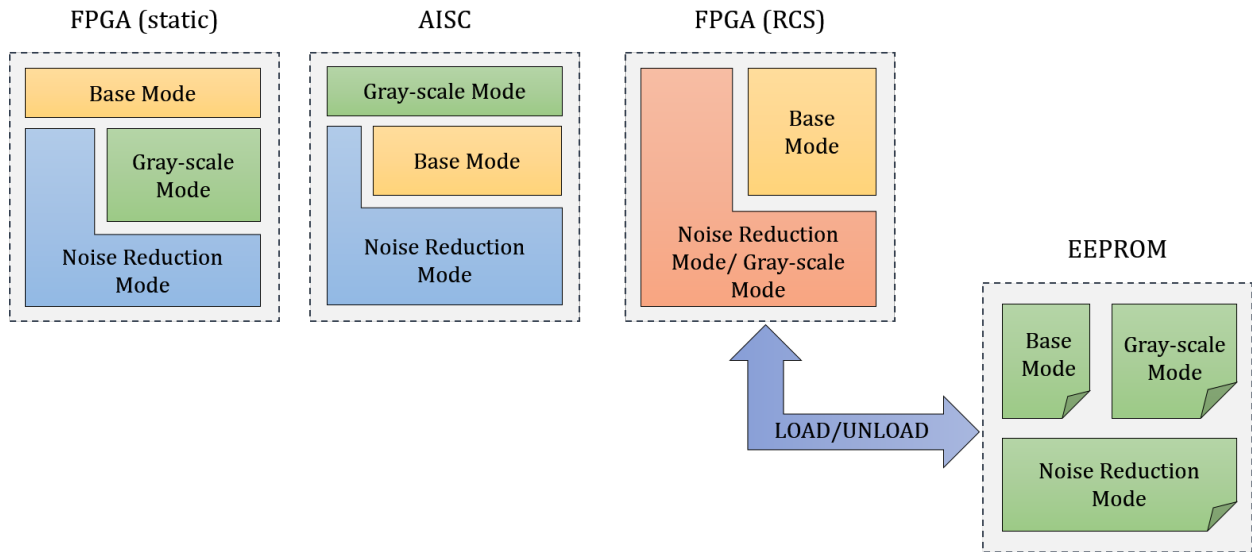 FPGA (static)
AISC
FPGA (RCS)
Base Mode
Gray-scale
Mode
Noise Reduction
Mode
Gray-scale Mode
Base Mode
Noise Reduction
Mode
Base
Mode
Noise Reduction
Mode/ Gray-scale
Mode
LOAD/UNLOAD
EEPROM
Base
Mode
Gray-scale
Mode
Noise Reduction
Mode